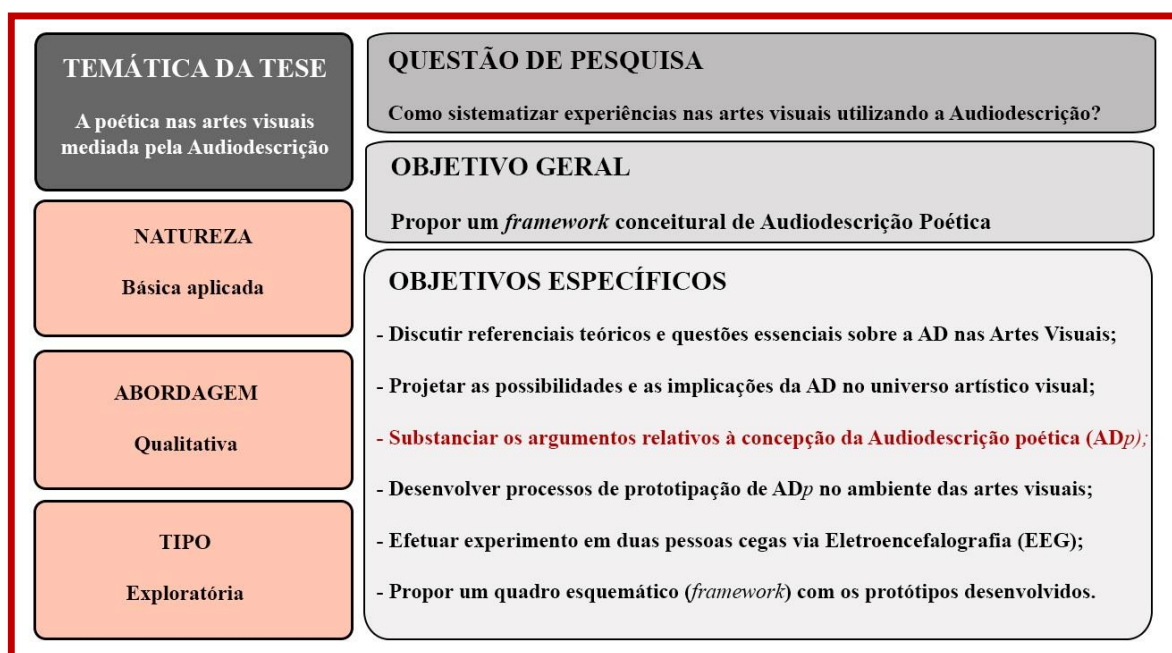 TEMÁTICA DA TESE
A poética nas artes visuais
mediada pela Audiodescrição
NATUREZA
Básica aplicada
ABORDAGEM
Qualitativa
TIPO
Exploratória
QUESTÃO DE PESQUISA
Como sistematizar experiências nas artes visuais utilizando a Audiodescrição?
OBJETIVO GERAL
Propor um framework conceitural de Audiodescrição Poética
OBJETIVOS ESPECÍFICOS
- Discutir referenciais teóricos e questões essenciais sobre a AD nas Artes Visuais;
- Projetar as possibilidades e as implicações da AD no universo artístico visual;
- Substanciar os argumentos relativos à concepção da Audiodescrição poética (ADp);
- Desenvolver processos de prototipação de ADp no ambiente das artes visuais;
- Efetuar experimento em duas pessoas cegas via Eletroencefalografia (EEG);
- Propor um quadro esquemático (framework) com os protótipos desenvolvidos.